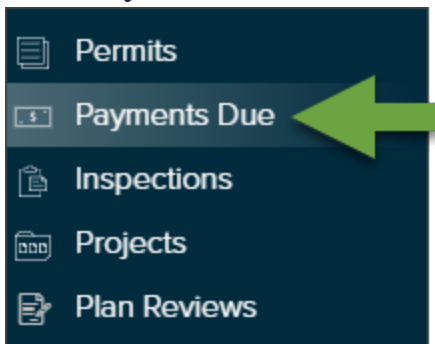 Permits
Payments Due
Inspections
Projects
Plan Reviews